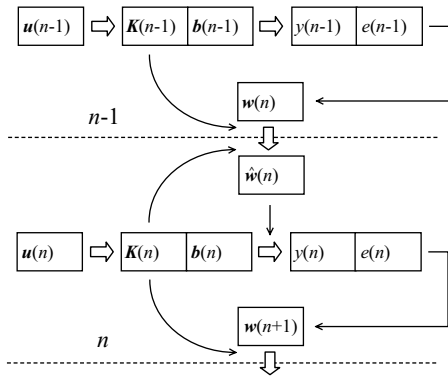 u(n-1) K(n-1) b(n-1) y(n-1) e(n-1)
w(n)
n-1
ŵ(n)
u(n) K(n) b(n) y(n) e(n)
w(n+1)
n